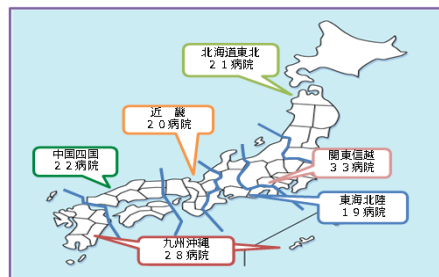 北海道東北
２１病院
近　畿
２０病院
中国四国
２２病院
関東信越
３３病院
東海北陸
１９病院
九州沖縄
２８病院